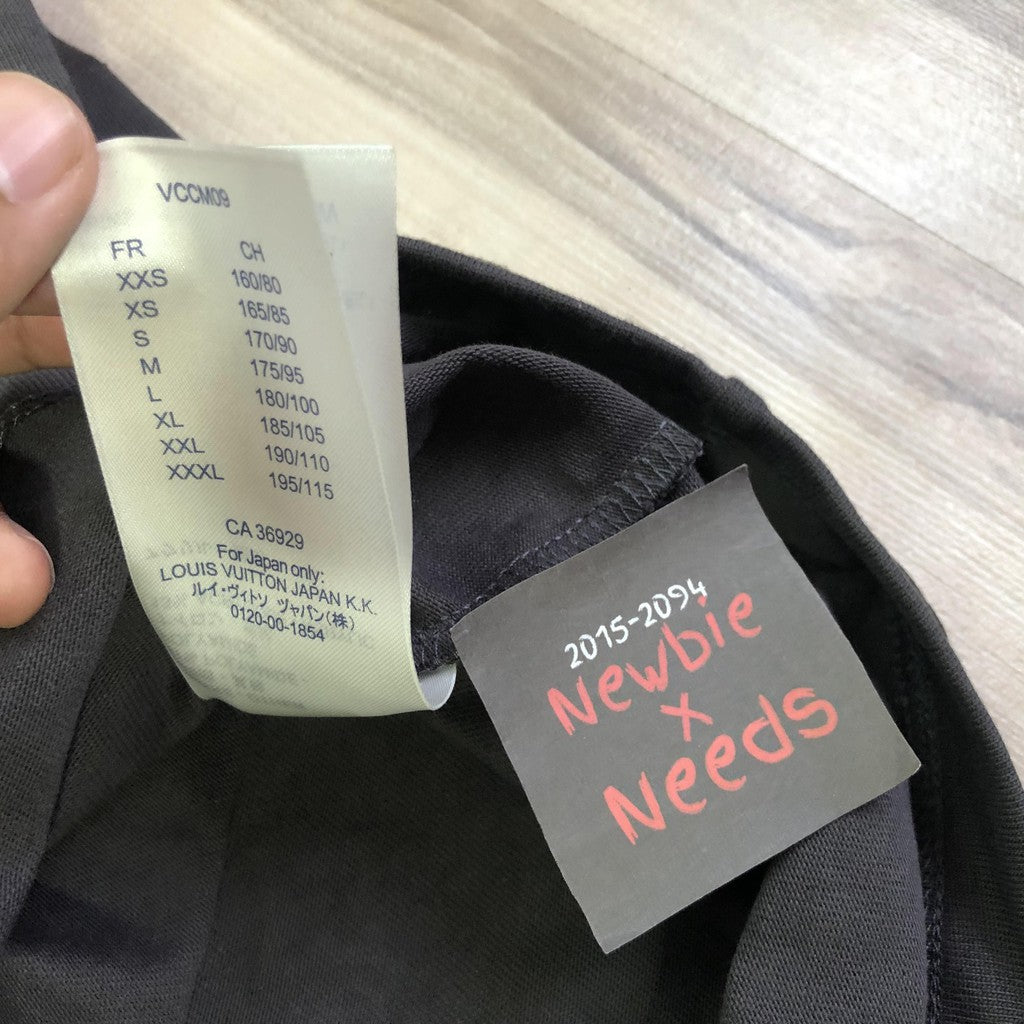 VCCM09
FR CH
XXS 160/80
XS 165/85
S 170/90
M 175/95
L 180/100
XL 185/105
XXL 190/110
XXXL 195/115
CA 36929
For Japan only:
LOUIS VUITTON JAPAN K.K.
ルイ・ヴィトン ジャパン(株)
0120-00-1854
2015-2094
Newbie
x
Needs